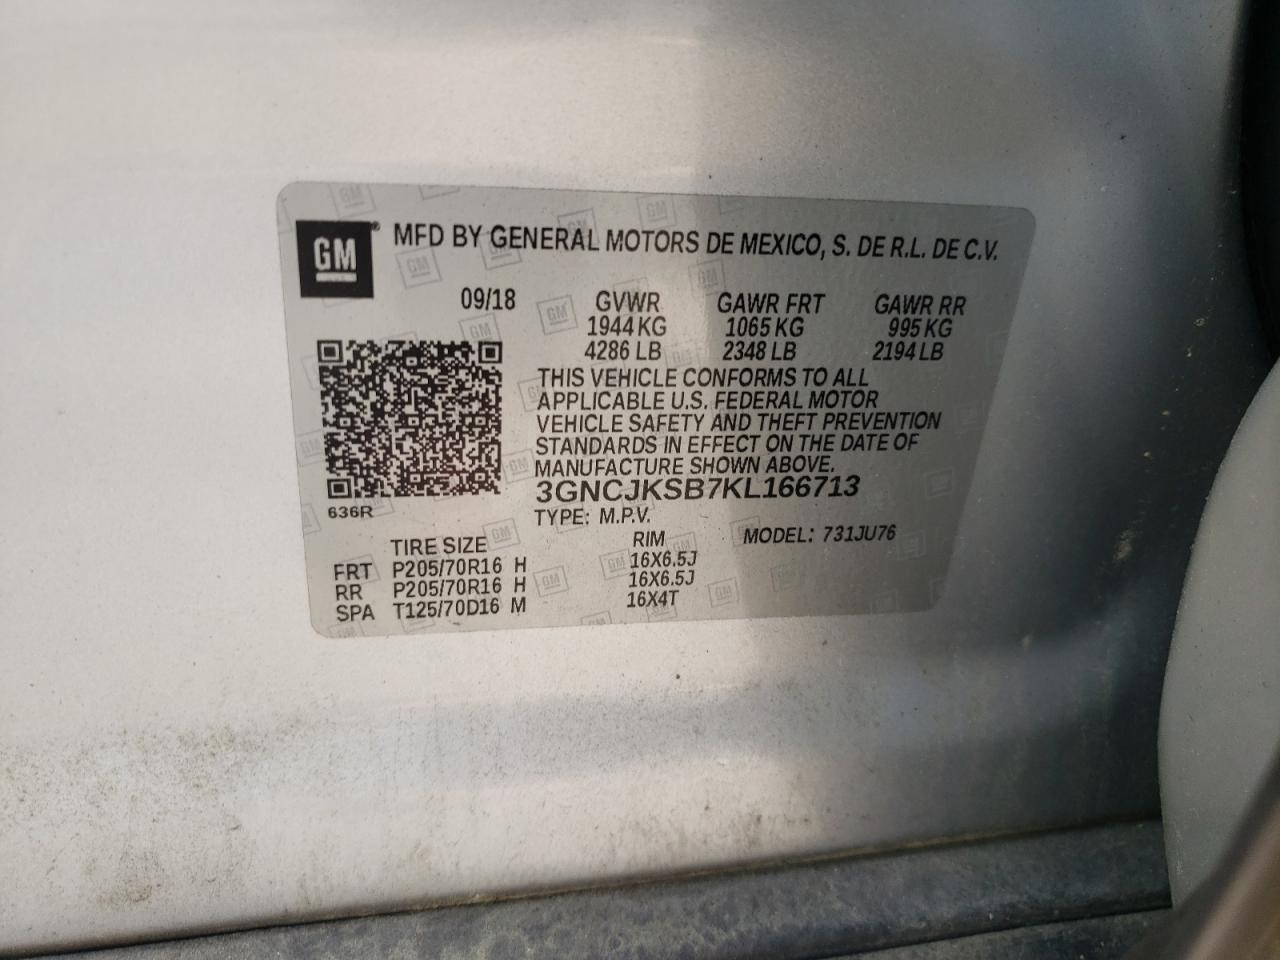 GM
MFD BY GENERAL MOTORS DE MEXICO, S. DE R.L. DE C.V.
09/18 GVWR GAWR FRT GAWR RR
1944 KG 1065 KG 995 KG
4286 LB 2348 LB 2194 LB
THIS VEHICLE CONFORMS TO ALL
APPLICABLE U.S. FEDERAL MOTOR
VEHICLE SAFETY AND THEFT PREVENTION
STANDARDS IN EFFECT ON THE DATE OF
MANUFACTURE SHOWN ABOVE.
3GNCJKSB7KL166713
636R
TYPE: M.P.V.
MODEL: 731JU76
TIRE SIZE RIM
FRT P205/70R16 H 16X6.5J
RR P205/70R16 H 16X6.5J
SPA T125/70D16 M 16X4T